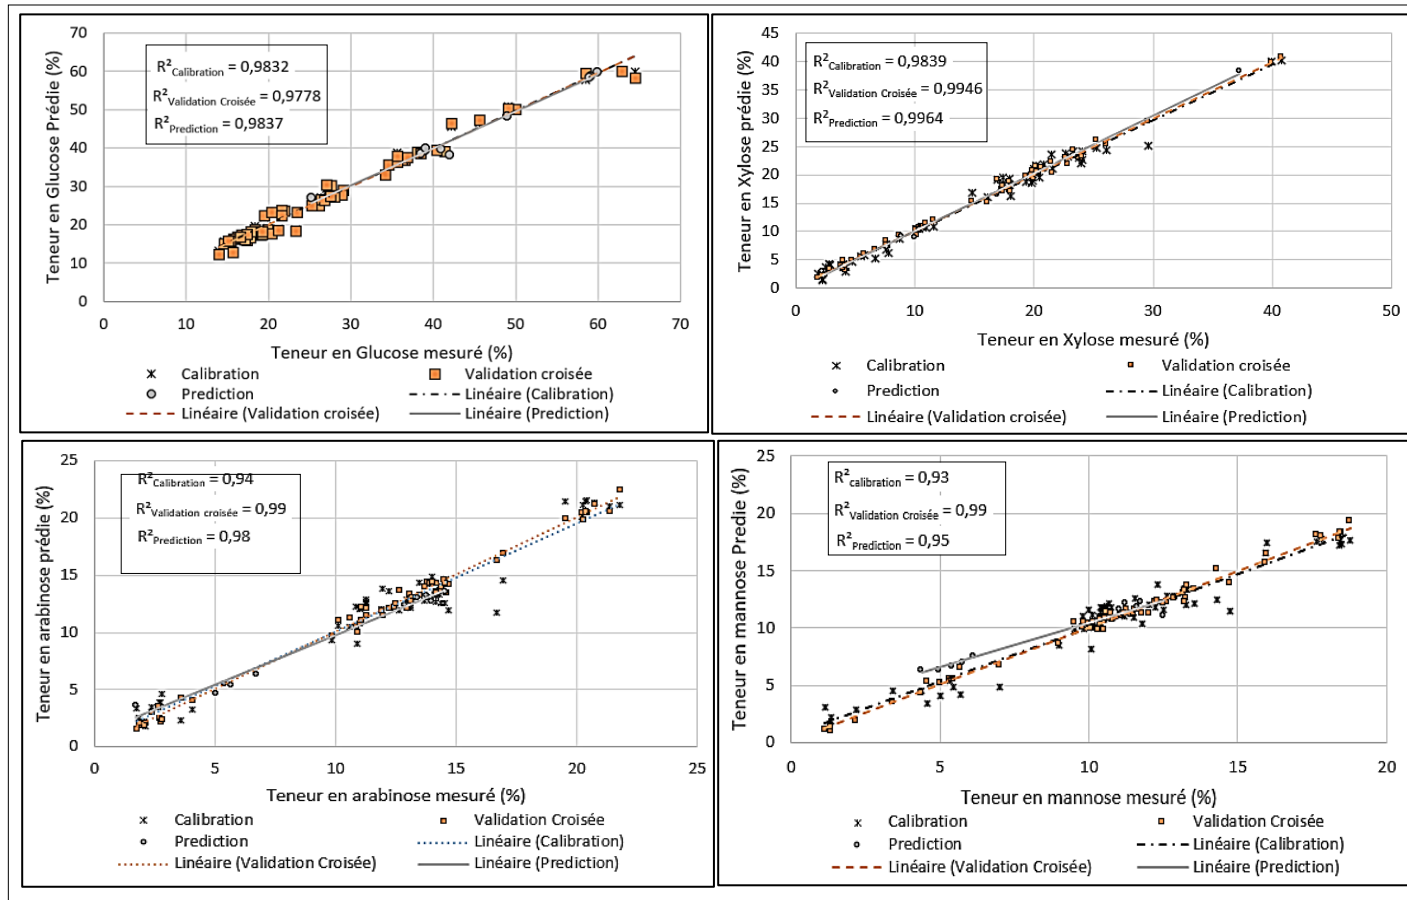 70
60
50
40
30
20
10
0
Teneur en Glucose Prédie (%)
R²Calibration = 0,9832
R²Validation Croisée = 0,9778
R²Prediction = 0,9837
0 10 20 30 40 50 60 70
Teneur en Glucose mesuré (%)
Calibration Validation croisée
Prediction Linéaire (Calibration)
Linéaire (Validation croisée) Linéaire (Prediction)
45
40
35
30
25
20
15
10
5
0
Teneur en Xylose prédie (%)
R²Calibration = 0,9839
R²Validation Croisée = 0,9946
R²Prediction = 0,9964
0 10 20 30 40 50
Teneur en Xylose mesuré (%)
Calibration Validation croisée
Prediction Linéaire (Calibration)
Linéaire (Validation croisée) Linéaire (Prediction)
25
20
15
10
5
0
Teneur en arabinose prédie (%)
R²Calibration = 0,94
R²Validation croisée = 0,99
R²Prediction = 0,98
0 5 10 15 20 25
Teneur en arabinose mesuré (%)
Calibration Validation Croisée
Prediction Linéaire (Calibration)
Linéaire (Validation Croisée) Linéaire (Prediction)
25
20
15
10
5
0
Teneur en mannose Predie (%)
R²calibration = 0,93
R²Validation Croisée = 0,99
R²Prediction = 0,95
0 5 10 15 20
Teneur en mannose mesuré (%)
Calibration Validation Croisée
Prediction Linéaire (Calibration)
Linéaire (Validation Croisée) Linéaire (Prediction)